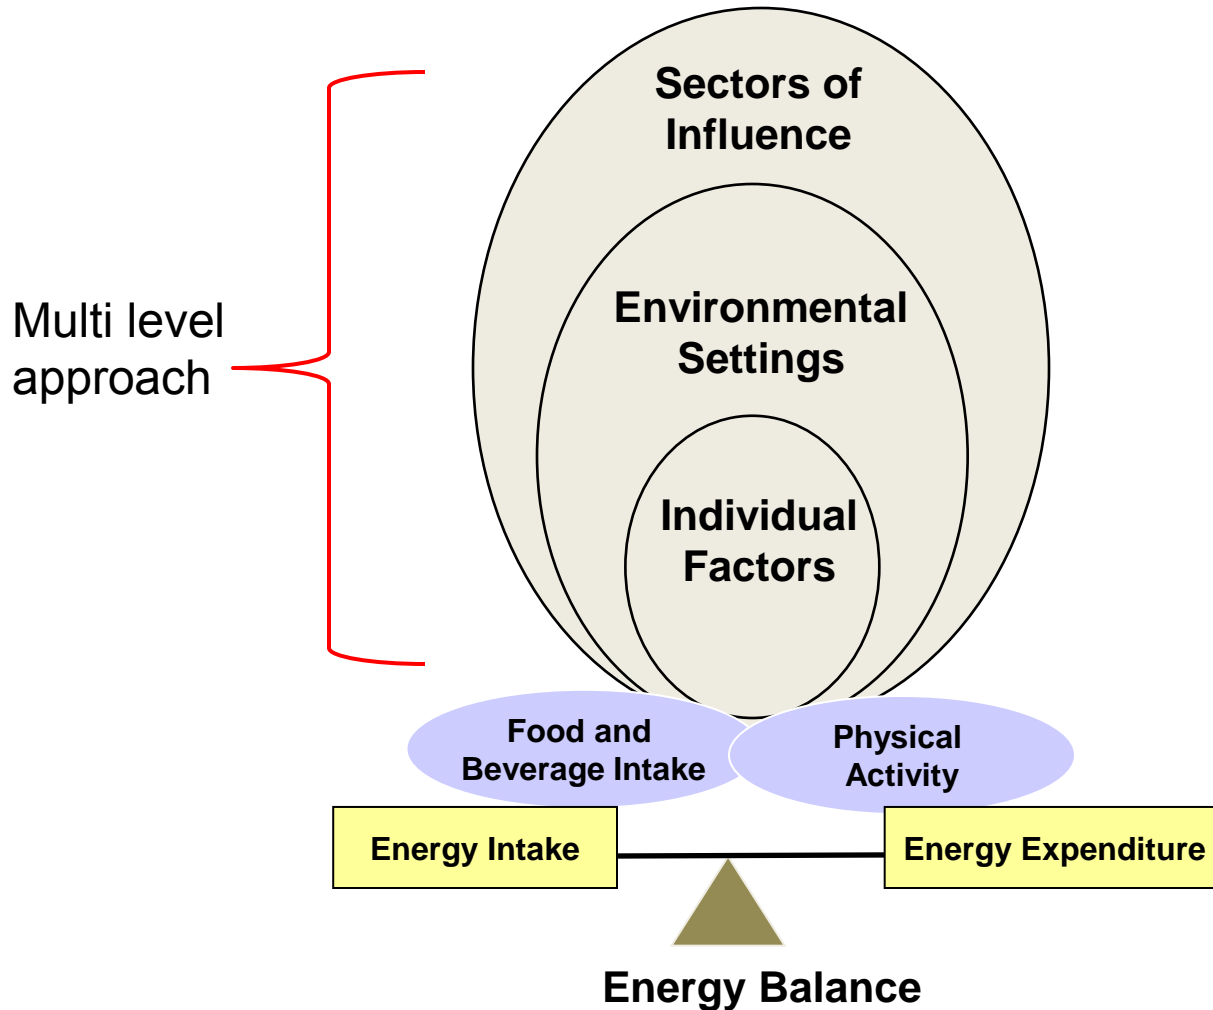 Sectors of
Influence
Environmental
Settings
Multi level
approach
Individual
Factors
Food and
Beverage Intake
Physical
Activity
Energy Intake
Energy Expenditure
Energy Balance